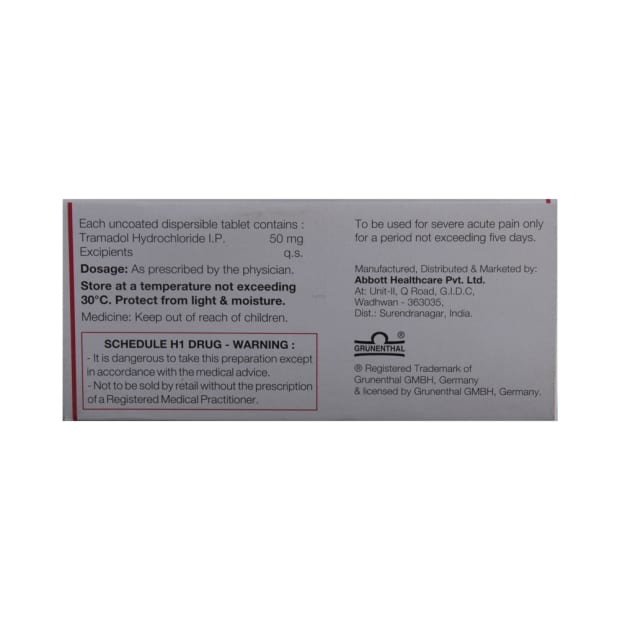 Each uncoated dispersible tablet contains :
Tramadol Hydrochloride I.P. 50 mg
Excipients q.s.
Dosage: As prescribed by the physician.
Store at a temperature not exceeding
30°C. Protect from light & moisture.
Medicine: Keep out of reach of children.
SCHEDULE H1 DRUG - WARNING :
- It is dangerous to take this preparation except
in accordance with the medical advice.
- Not to be sold by retail without the prescription
of a Registered Medical Practitioner.
To be used for severe acute pain only
for a period not exceeding five days.
Manufactured, Distributed & Marketed by:
Abbott Healthcare Pvt. Ltd.
At: Unit-II, Q Road, G.I.D.C,
Wadhwan - 363035,
Dist.: Surendranagar, India.
®
GRÜNENTHAL
® Registered Trademark of
Grunenthal GMBH, Germany
& licensed by Grunenthal GMBH, Germany.